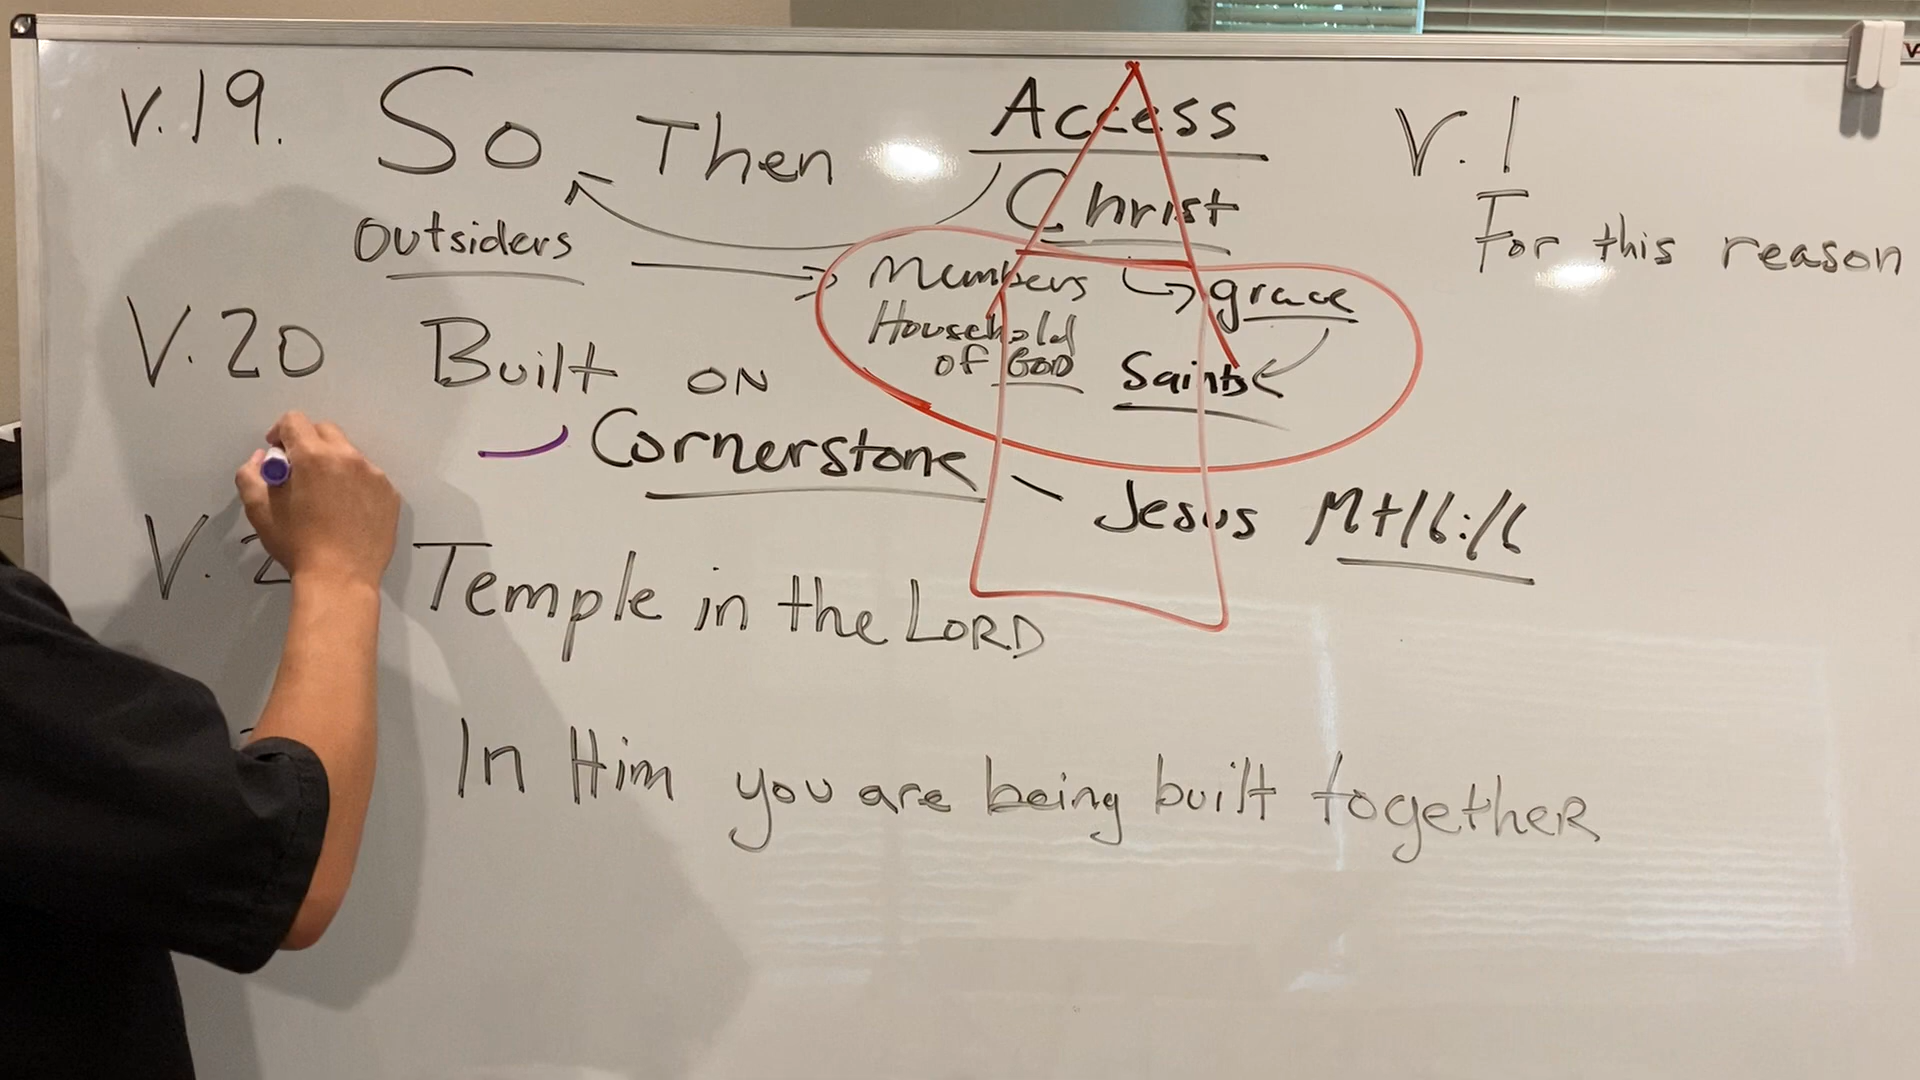 V.19. So Then
Access
Christ
V.1
For this reason
Outsiders
Members
grace
Household
of GOD
Saints
V.20 Built ON
Cornerstone
Jesus Mt16:16
V. Temple in the LORD
In Him you are being built together